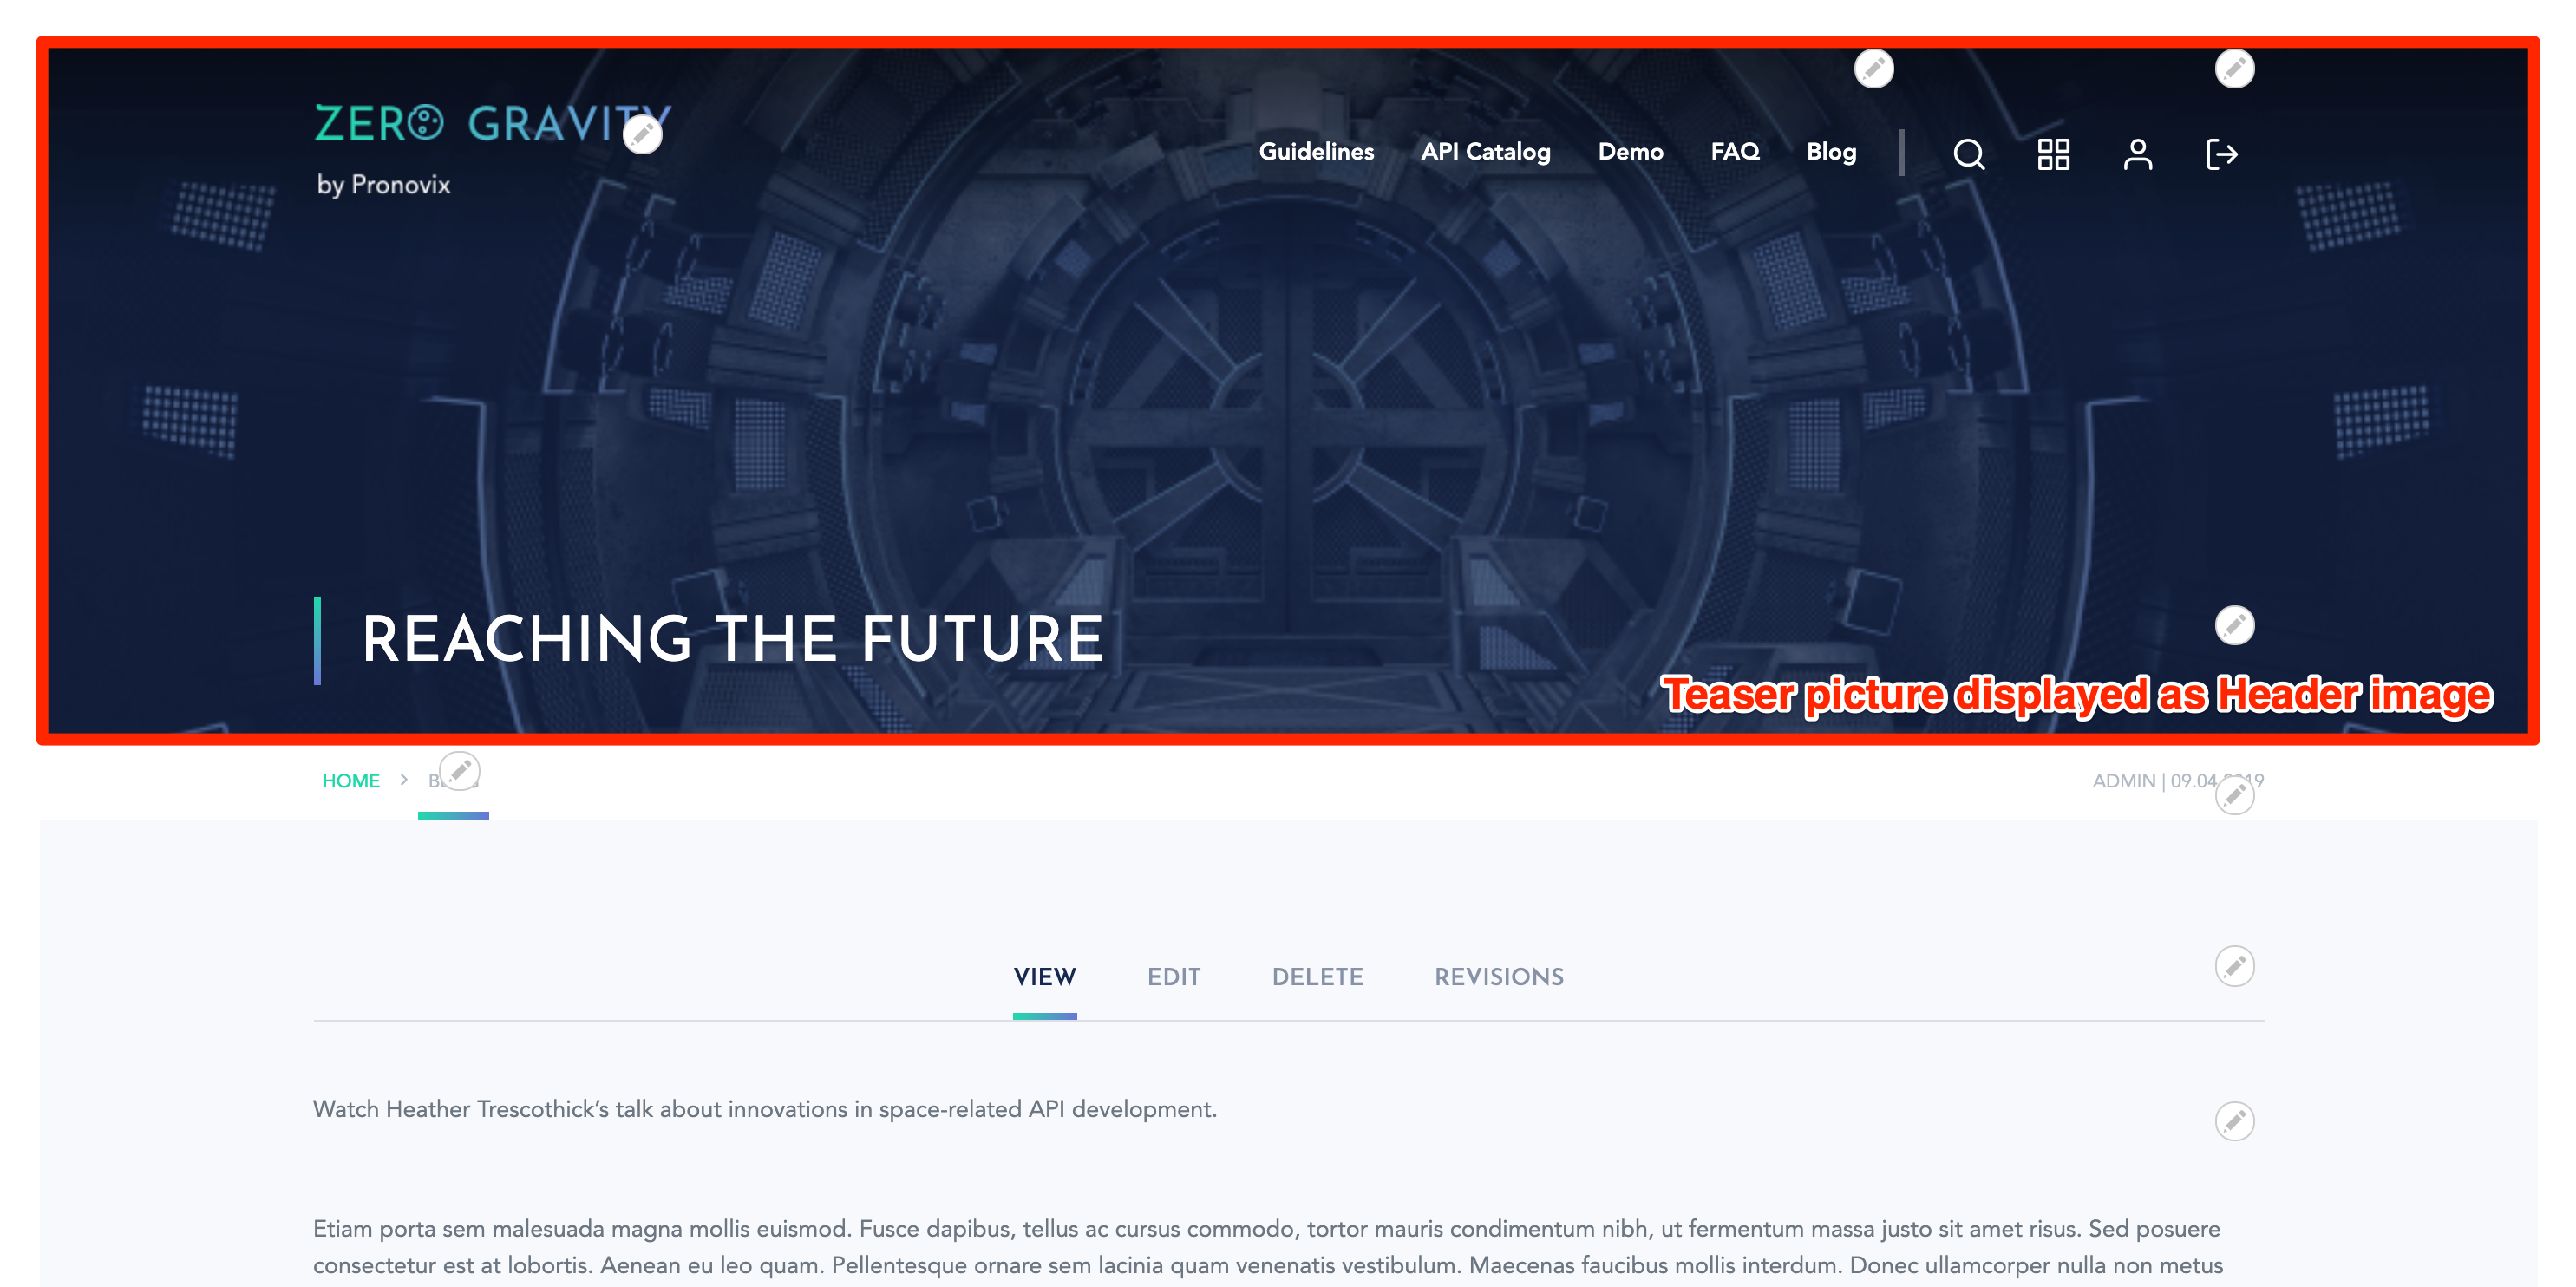 ZERO GRAVITY
by Pronovix
Guidelines API Catalog Demo FAQ Blog
REACHING THE FUTURE
Teaser picture displayed as Header image
HOME
ADMIN | 09.04
VIEW EDIT DELETE REVISIONS
Watch Heather Trescothick’s talk about innovations in space-related API development.
Etiam porta sem malesuada magna mollis euismod. Fusce dapibus, tellus ac cursus commodo, tortor mauris condimentum nibh, ut fermentum massa justo sit amet risus. Sed posuere
consectetur est at lobortis. Aenean eu leo quam. Pellentesque ornare sem lacinia quam venenatis vestibulum. Maecenas faucibus mollis interdum. Donec ullamcorper nulla non metus